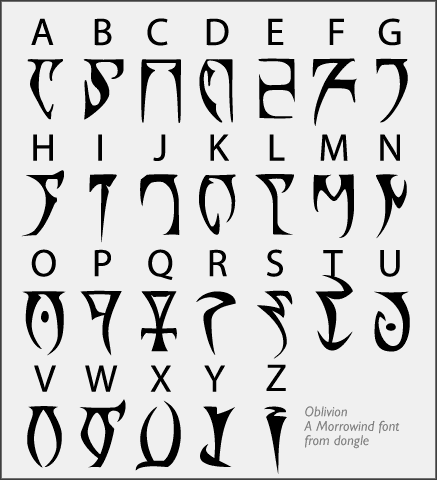 A B C D E F G
H I J K L M N
O P Q R S T U
V W X Y Z
Oblivion
A Morrowind font
from dongle